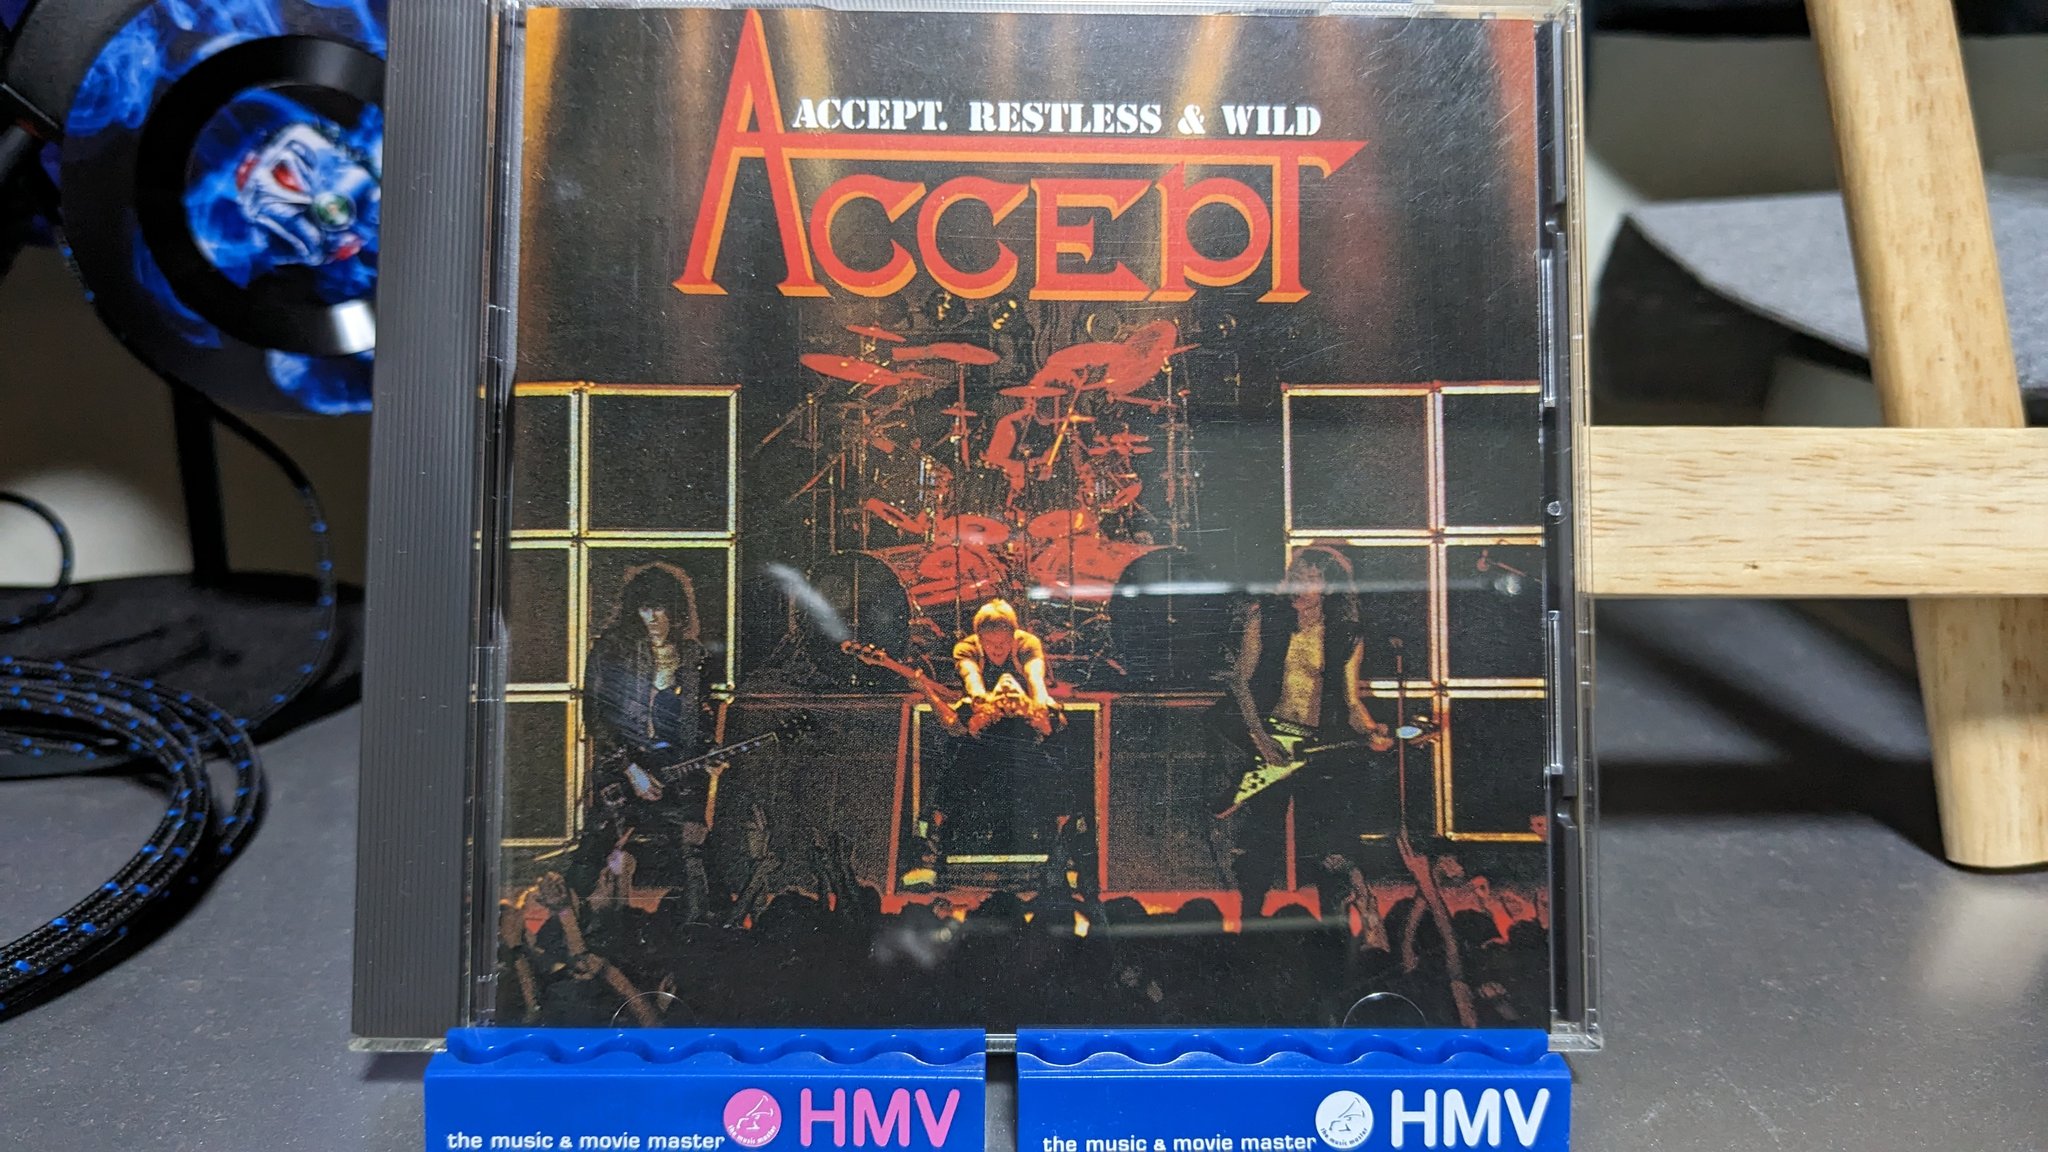 ACCEPT. RESTLESS & WILD
ACCEPT
the music & movie master HMV
the music & movie master HMV